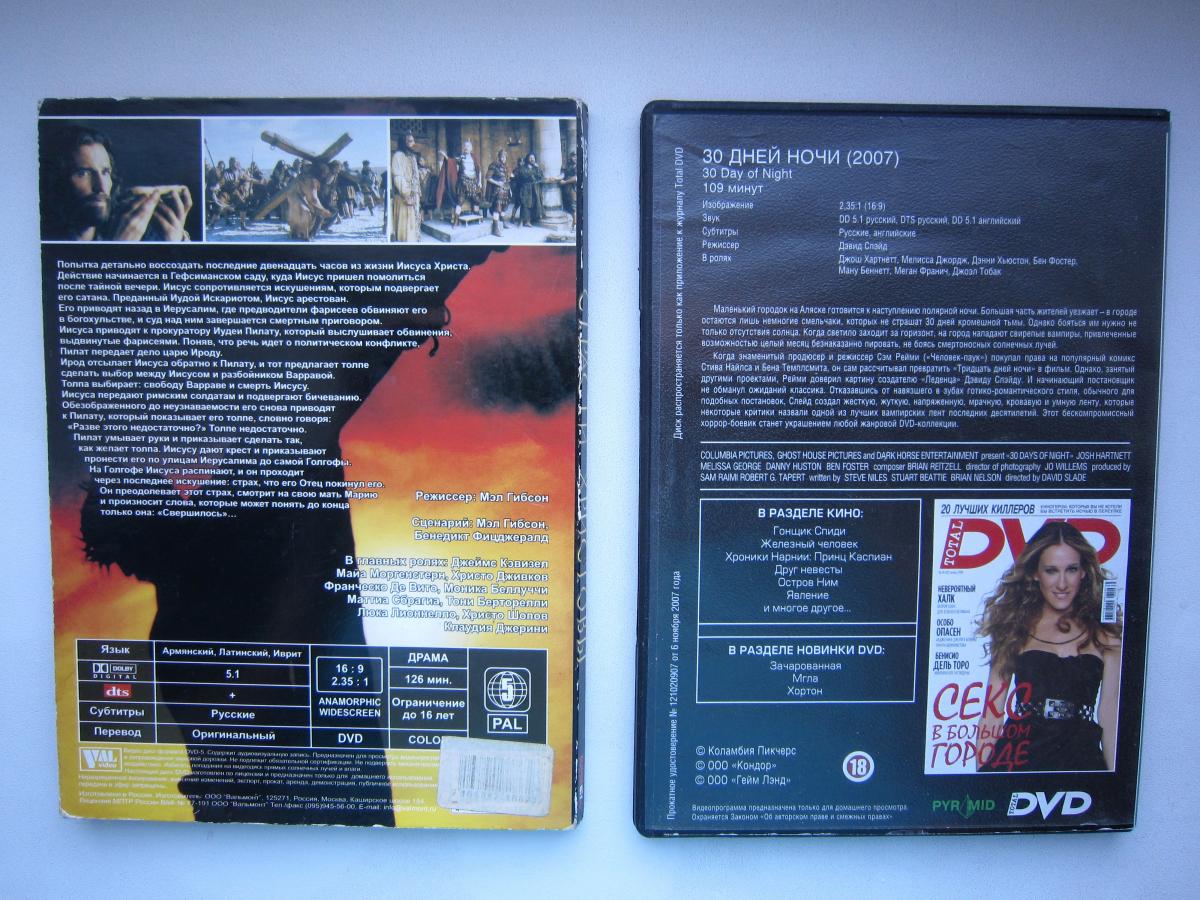 Попытка детально воссоздать последние двенадцать часов из жизни Иисуса Христа.
Действие начинается в Гефсиманском саду, куда Иисус пришел помолиться
после тайной вечери. Иисус сопротивляется искушениям, которым подвергает
его сатана. Преданный Иудой Искариотом, Иисус арестован.
Его приводят назад в Иерусалим, где предводители фарисеев обвиняют его
в богохульстве, и суд над ним завершается смертным приговором.
Иисуса приводят к прокуратору Иудеи Пилату, который выслушивает обвинения,
выдвинутые фарисеями. Поняв, что речь идет о политическом конфликте,
Пилат передает дело царю Ироду.
Ирод отсылает Иисуса обратно к Пилату, и тот предлагает толпе
сделать выбор между Иисусом и разбойником Варравой.
Толпа выбирает: свободу Варраве и смерть Иисусу.
Иисуса передают римским солдатам и подвергают бичеванию.
Обезображенного до неузнаваемости его снова приводят
к Пилату, который показывает его толпе, словно говоря:
«Разве этого недостаточно?» Толпе недостаточно.
Пилат умывает руки и приказывает сделать так,
как желает толпа. Иисусу дают крест и приказывают
пронести его по улицам Иерусалима до самой Голгофы.
На Голгофе Иисуса распинают, и он проходит
через последнее искушение: страх, что его Отец покинул его.
Он преодолевает этот страх, смотрит на свою мать Марию
и произносит слова, которые может понять до конца
только она: «Свершилось»...
Режиссер: Мэл Гибсон
Сценарий: Мэл Гибсон,
Бенедикт Фицджералд
В главных ролях: Джеймс Кэвизел
Майа Моргенстерн, Христо Дживков
Франческо Де Вито, Моника Беллуччи
Маттиа Сбрагиа, Тони Берторелли
Люка Лионнелло, Христо Шопов
Клаудия Джерини
Язык Армянский, Латинский, Иврит
DOLBY DIGITAL 5.1
dts +
Субтитры Русские
Перевод Оригинальный
16 : 9
2.35 : 1
ANAMORPHIC
WIDESCREEN
DVD
ДРАМА
126 мин.
Ограничение
до 16 лет
COLOR
5
PAL
VAL
video
Изготовлено в России. ООО "Вальмонт", 125271, Россия, Москва, Каширское шоссе
30 ДНЕЙ НОЧИ (2007)
30 Day of Night
109 минут
Изображение 2.35:1 (16:9)
Звук DD 5.1 русский, DTS русский, DD 5.1 английский
Субтитры Русские, английские
Режиссер Дэвид Слэйд
В ролях Джош Хартнетт, Мелисса Джордж, Дэнни Хьюстон, Бен Фостер,
Ману Беннетт, Меган Франич, Джоэл Тобак
Маленький городок на Аляске готовится к наступлению полярной ночи. Большая часть жителей уезжает – в городе
остаются лишь немногие смельчаки, которых не страшат 30 дней кромешной тьмы. Однако бояться им нужно не
только отсутствия солнца. Когда светило заходит за горизонт, на город нападают свирепые вампиры, привлеченные
возможностью целый месяц безнаказанно пировать, не боясь смертоносных солнечных лучей.
Когда знаменитый продюсер и режиссер Сэм Рейми («Человек-паук») покупал права на популярный комикс
Стива Найлса и Бена Темплсмита, он сам рассчитывал превратить «Тридцать дней ночи» в фильм. Однако, занятый
другими проектами, Рейми доверил картину создателю «Леденца» Дэвиду Слэйду. И начинающий постановщик
не обманул ожиданий классика. Отказавшись от навязшего в зубах готико-романтического стиля, обычного для
подобных постановок, Слейд создал жесткую, жуткую, напряженную, мрачную, кровавую и умную ленту, которые
некоторые критики назвали одной из лучших вампирских лент последних десятилетий. Этот бескомпромиссный
хоррор-боевик станет украшением любой жанровой DVD-коллекции.
COLUMBIA PICTURES, GHOST HOUSE PICTURES and DARK HORSE ENTERTAINMENT present «30 DAYS OF NIGHT» JOSH HARTNETT
MELISSA GEORGE DANNY HUSTON BEN FOSTER composer BRIAN REITZELL director of photography JO WILLEMS produced by
SAM RAIMI ROBERT G. TAPERT written by STEVE NILES STUART BEATTIE BRIAN NELSON directed by DAVID SLADE
В РАЗДЕЛЕ КИНО:
Гонщик Спиди
Железный человек
Хроники Нарнии: Принц Каспиан
Друг невесты
Остров Ним
Явление
и многое другое...
В РАЗДЕЛЕ НОВИНКИ DVD:
Зачарованная
Мгла
Хортон
20 ЛУЧШИХ КИЛЛЕРОВ
TOTAL DVD
НЕВЕРОЯТНЫЙ
ХАЛК
ОСОБО
ОПАСЕН
БЕНИСИО
ДЕЛЬ ТОРО
СЕКС
В БОЛЬШОМ
ГОРОДЕ
© Коламбия Пикчерс
© ООО «Кондор»
© ООО «Гейм Лэнд»
18
Видеопрограмма предназначена только для домашнего просмотра.
Охраняется Законом «Об авторском праве и смежных правах»
PYRAMID
TOTAL DVD
Прокатное удостоверение № 121020907 от 6 ноября 2007 года
Диск распространяется только как приложение к журналу Total DVD